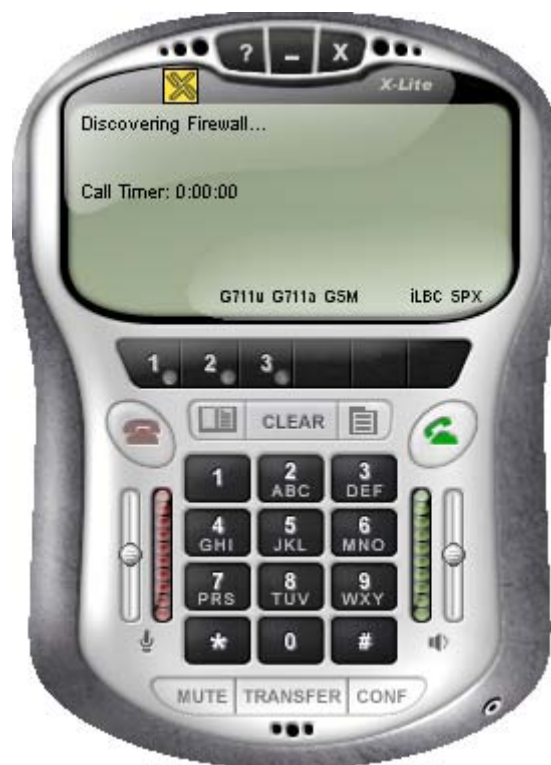 ? – X
X-Lite
Discovering Firewall...
Call Timer: 0:00:00
G711u G711a GSM iLBC SPX
1 2 3
CLEAR
1 2 3
ABC DEF
4 5 6
GHI JKL MNO
7 8 9
PRS TUV WXY
* 0 #
MUTE TRANSFER CONF